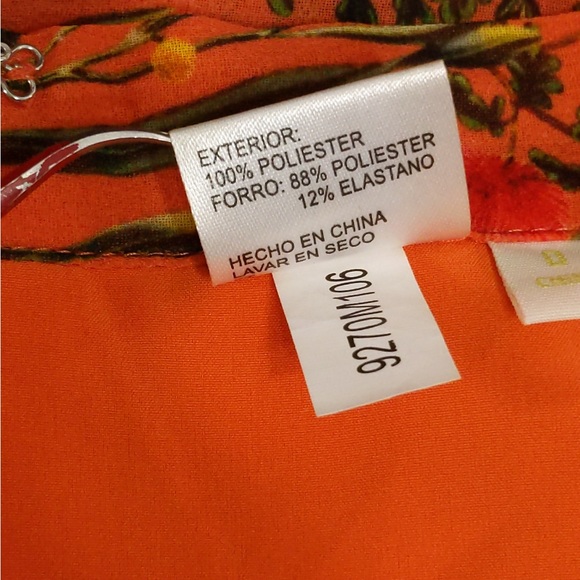 EXTERIOR:
100% POLIESTER
FORRO: 88% POLIESTER
12% ELASTANO
HECHO EN CHINA
LAVAR EN SECO
9270M106